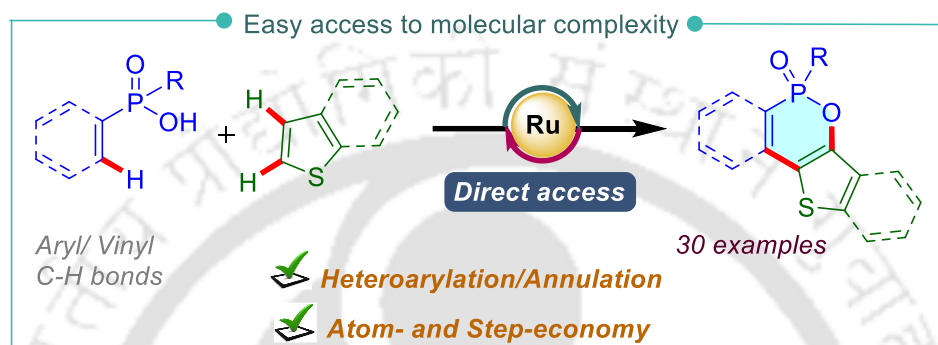 Easy access to molecular complexity
O
R
P
OH
H
+
H
H
S
Ru
Direct access
O
R
P
O
S
Aryl/ Vinyl
C-H bonds
30 examples
Heteroarylation/Annulation
Atom- and Step-economy